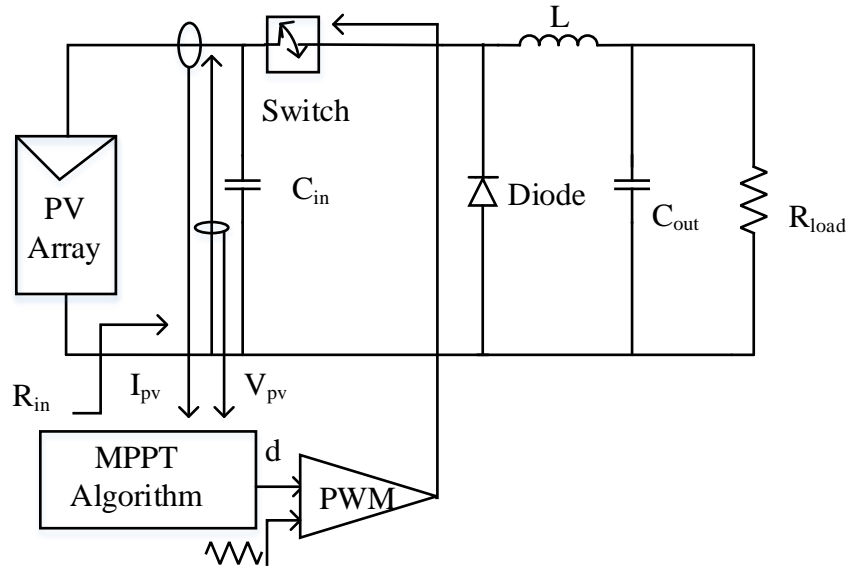 L
Switch
PV
Array
C_in
Diode
C_out
R_load
R_in
I_pv
V_pv
MPPT
Algorithm
d
PWM